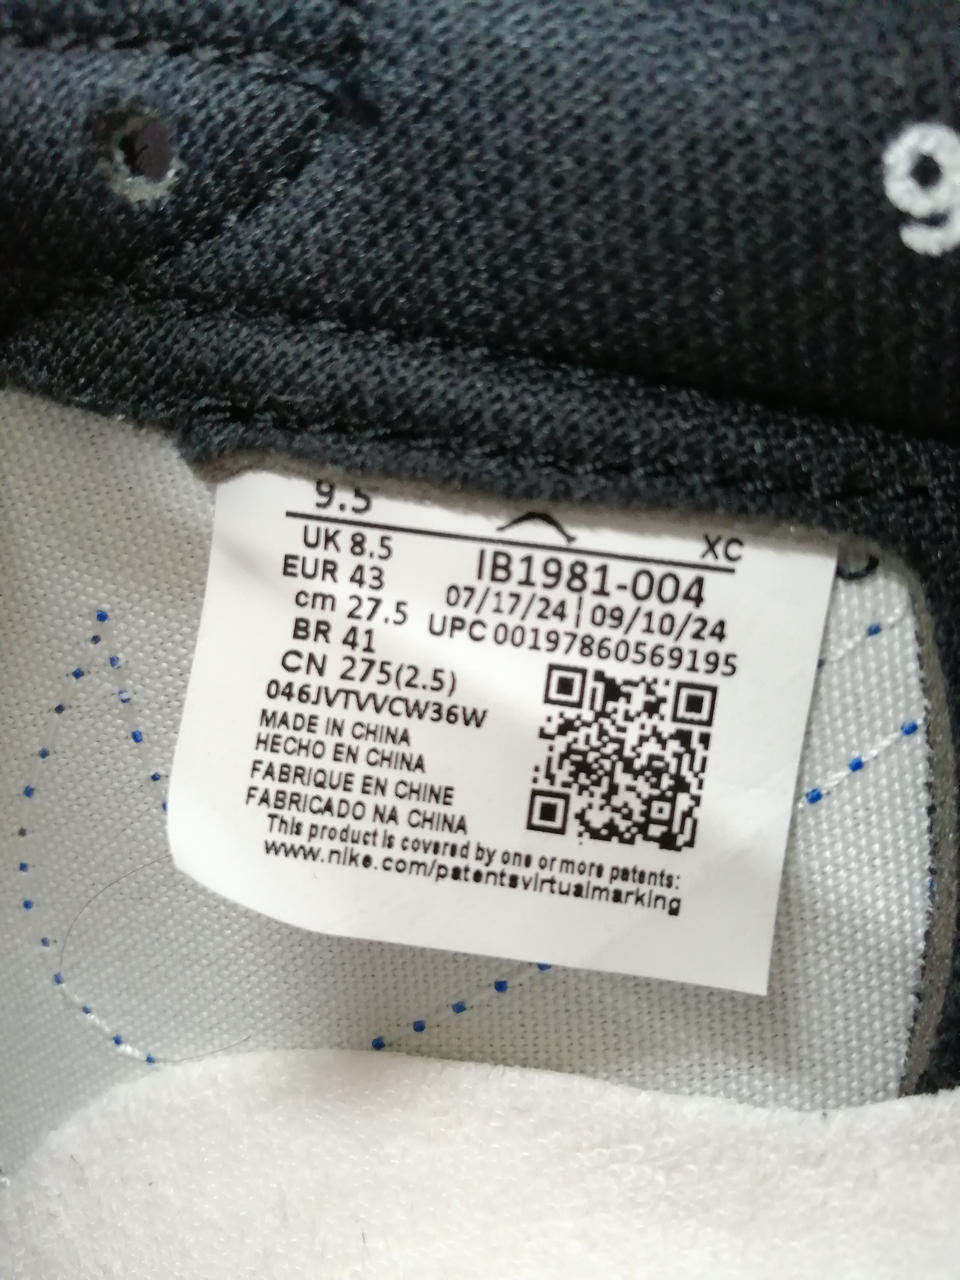 9
9.5
XC
UK 8.5
EUR 43
cm 27.5
BR 41
CN 275(2.5)
046JVTVVCW36W
IB1981-004
07/17/24 | 09/10/24
UPC 00197860569195
MADE IN CHINA
HECHO EN CHINA
FABRIQUE EN CHINE
FABRICADO NA CHINA
This product is covered by one or more patents:
www.nike.com/patentsvirtualmarking